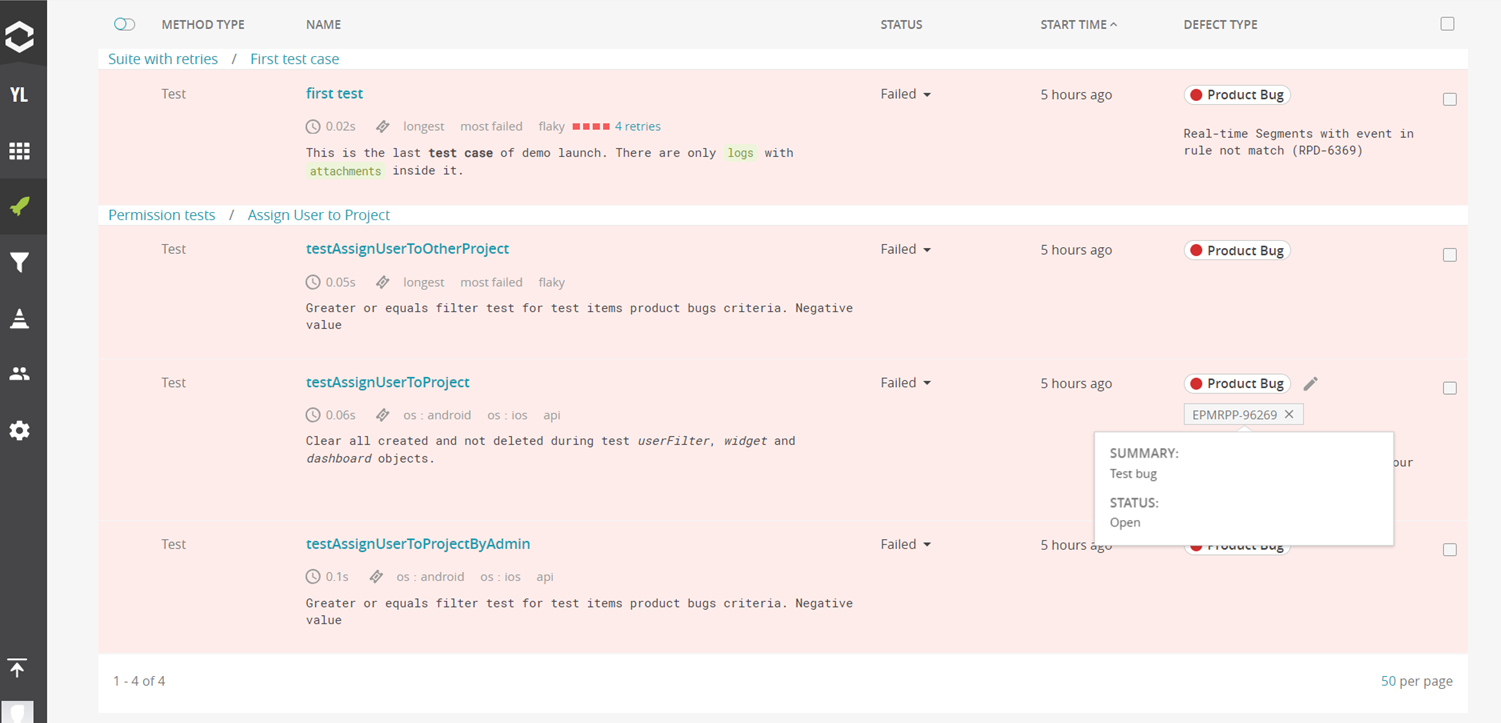 METHOD TYPE NAME STATUS START TIME DEFECT TYPE
Suite with retries / First test case
YL
Test first test Failed 5 hours ago Product Bug
0.02s longest most failed flaky 4 retries
Real-time Segments with event in
rule not match (RPD-6369)
This is the last test case of demo launch. There are only logs with
attachments inside it.
Permission tests / Assign User to Project
Test testAssignUserToOtherProject Failed 5 hours ago Product Bug
0.05s longest most failed flaky
Greater or equals filter test for test items product bugs criteria. Negative
value
Test testAssignUserToProject Failed 5 hours ago Product Bug
0.06s os : android os : ios api
EPMRPP-96269 ×
Clear all created and not deleted during test userFilter, widget and
dashboard objects.
SUMMARY:
Test bug
STATUS:
Open
our
Test testAssignUserToProjectByAdmin Failed 5 hours ago Product Bug
0.1s os : android os : ios api
Greater or equals filter test for test items product bugs criteria. Negative
value
1 - 4 of 4 50 per page